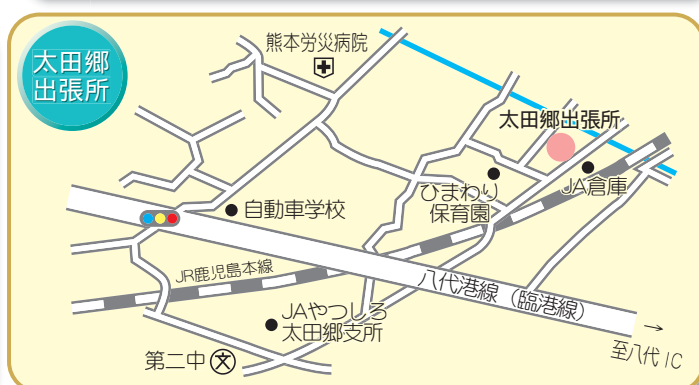 太田郷
出張所
熊本労災病院
太田郷出張所
ひまわり
保育園
JA倉庫
自動車学校
JR鹿児島本線
八代港線（臨港線）
JAやつしろ
太田郷支所
第二中
文
→
至八代IC